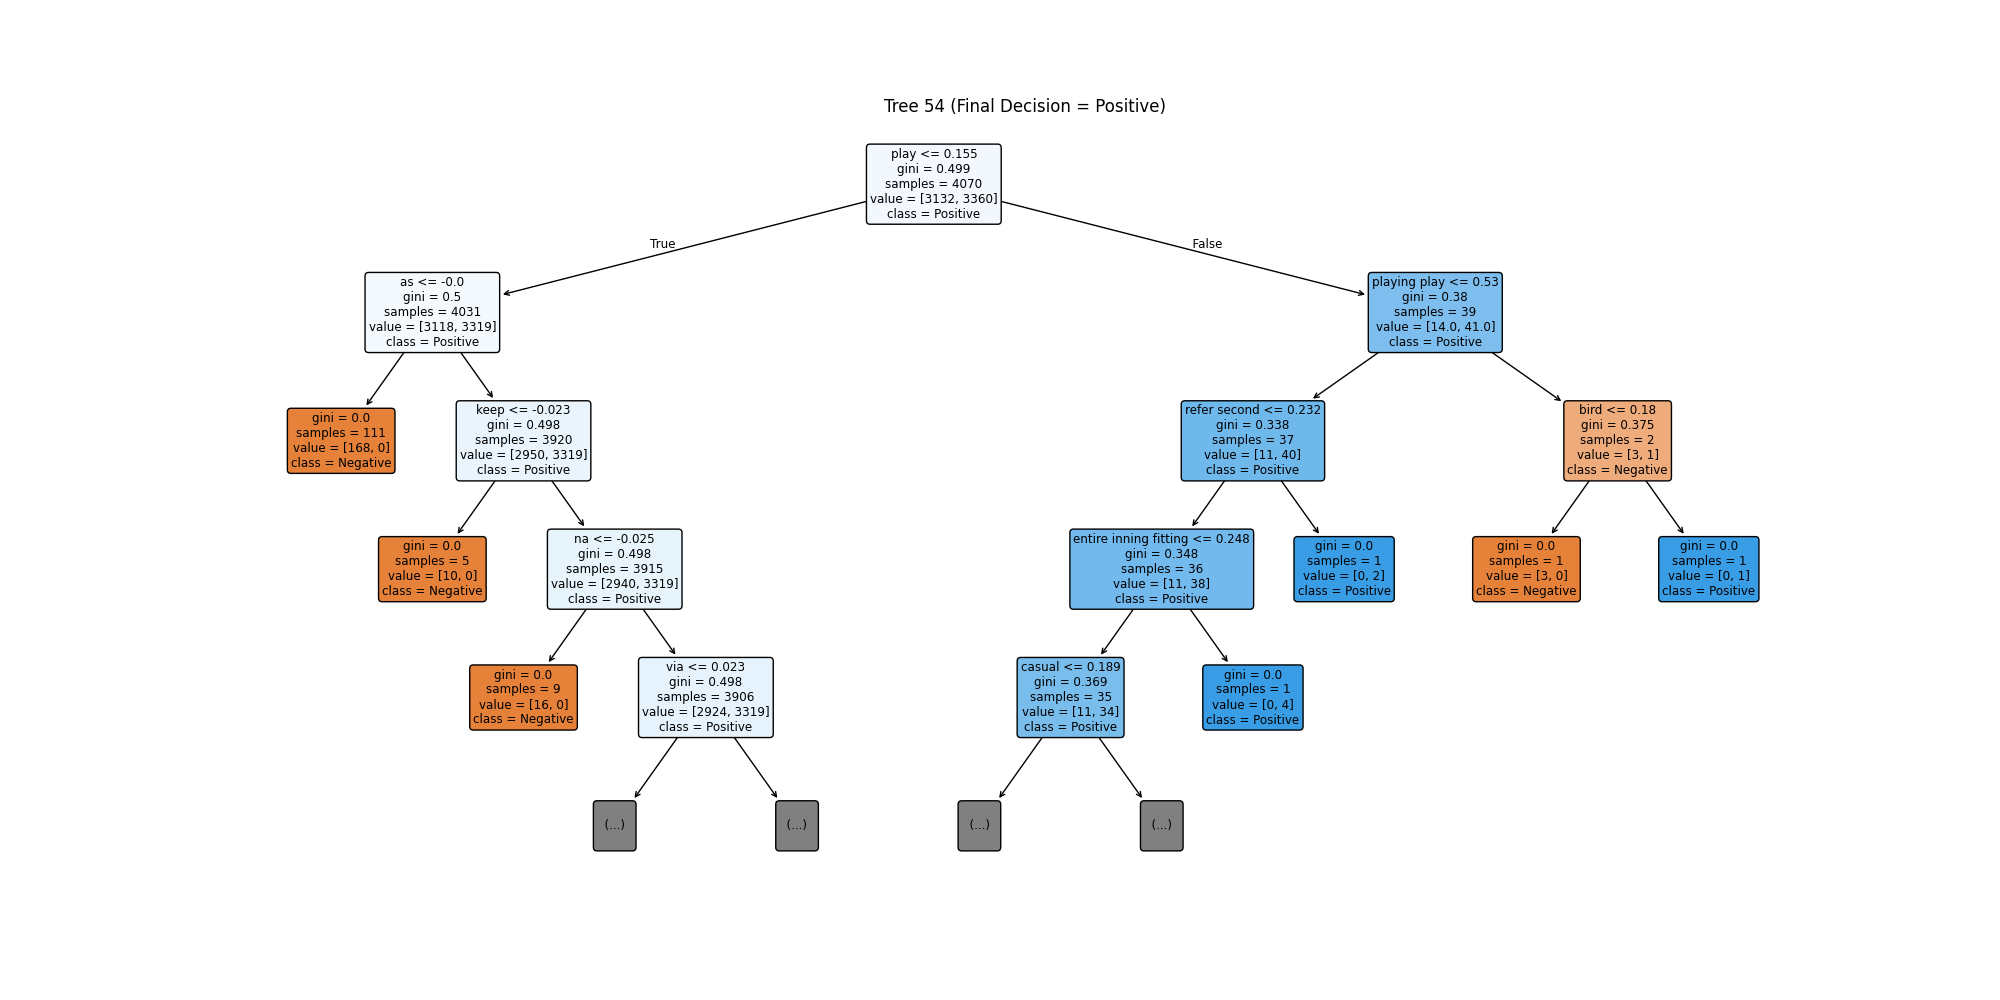 Tree 54 (Final Decision = Positive)
play <= 0.155
gini = 0.499
samples = 4070
value = [3132, 3360]
class = Positive
True
False
as <= -0.0
gini = 0.5
samples = 4031
value = [3118, 3319]
class = Positive
playing play <= 0.53
gini = 0.38
samples = 39
value = [14.0, 41.0]
class = Positive
gini = 0.0
samples = 111
value = [168, 0]
class = Negative
keep <= -0.023
gini = 0.498
samples = 3920
value = [2950, 3319]
class = Positive
refer second <= 0.232
gini = 0.338
samples = 37
value = [11, 40]
class = Positive
bird <= 0.18
gini = 0.375
samples = 2
value = [3, 1]
class = Negative
gini = 0.0
samples = 5
value = [10, 0]
class = Negative
na <= -0.025
gini = 0.498
samples = 3915
value = [2940, 3319]
class = Positive
entire inning fitting <= 0.248
gini = 0.348
samples = 36
value = [11, 38]
class = Positive
gini = 0.0
samples = 1
value = [0, 2]
class = Positive
gini = 0.0
samples = 1
value = [3, 0]
class = Negative
gini = 0.0
samples = 1
value = [0, 1]
class = Positive
gini = 0.0
samples = 9
value = [16, 0]
class = Negative
via <= 0.023
gini = 0.498
samples = 3906
value = [2924, 3319]
class = Positive
casual <= 0.189
gini = 0.369
samples = 35
value = [11, 34]
class = Positive
gini = 0.0
samples = 1
value = [0, 4]
class = Positive
(...)
(...)
(...)
(...)